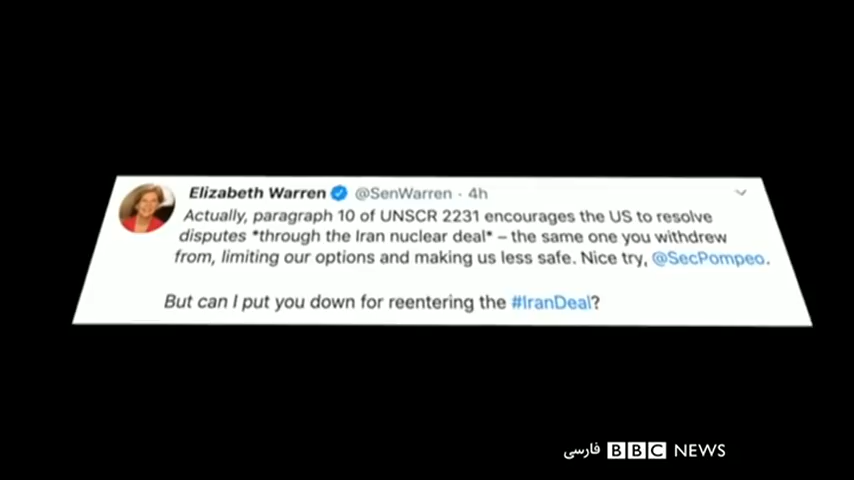 Elizabeth Warren @SenWarren · 4h
Actually, paragraph 10 of UNSCR 2231 encourages the US to resolve
disputes *through the Iran nuclear deal* – the same one you withdrew
from, limiting our options and making us less safe. Nice try, @SecPompeo.
But can I put you down for reentering the #IranDeal?
فارسی BBC NEWS